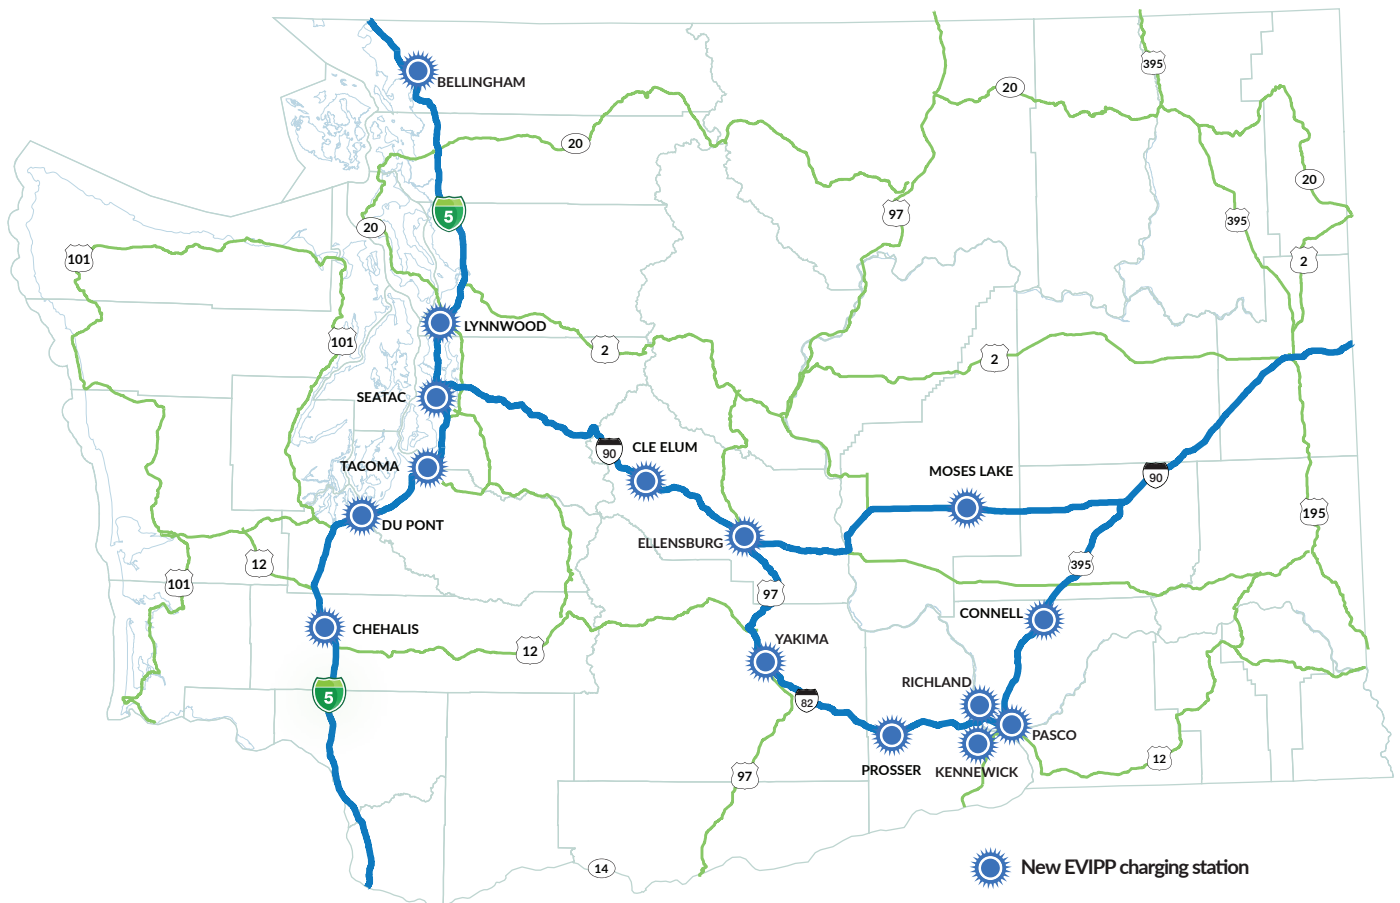 395
BELLINGHAM
20
20
20
97
5
395
20
101
2
LYNNWOOD
101
2
2
SEATAC
90
CLE ELUM
TACOMA
MOSES LAKE
90
195
DU PONT
ELLENSBURG
12
395
101
97
CONNELL
CHEHALIS
YAKIMA
12
RICHLAND
5
82
PASCO
12
PROSSER
KENNEWICK
97
14
New EVIPP charging station